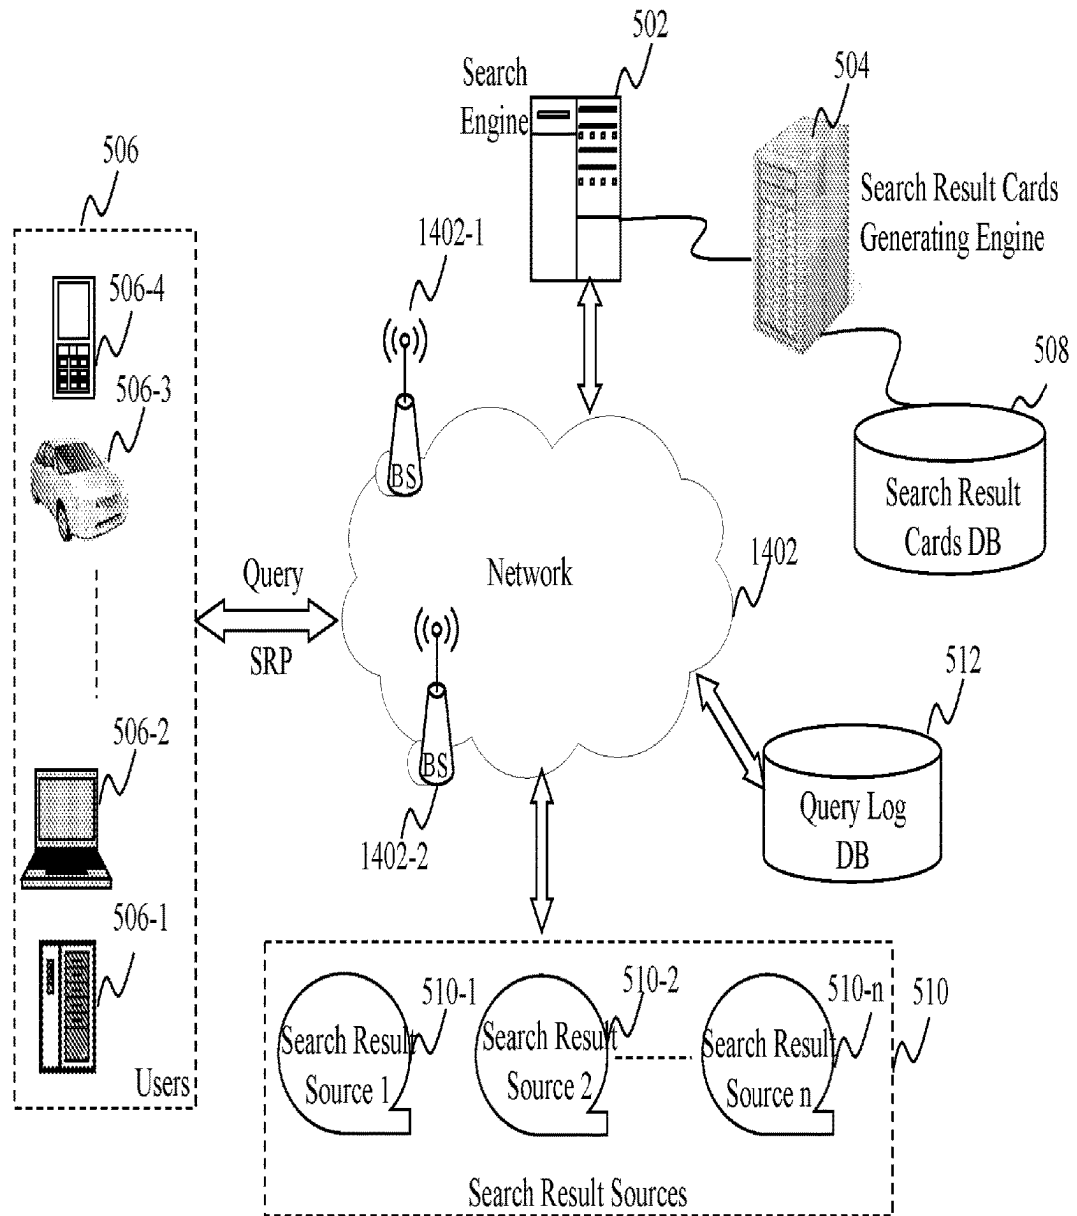 502
Search
Engine
504
Search Result Cards
Generating Engine
506
1402-1
506-4
508
506-3
BS
Search Result
Cards DB
Network
1402
Query
SRP
512
506-2
BS
Query Log
DB
1402-2
506-1
510-1
510-2
510-n
510
Search Result
Source 1
Search Result
Source 2
Search Result
Source n
Users
Search Result Sources